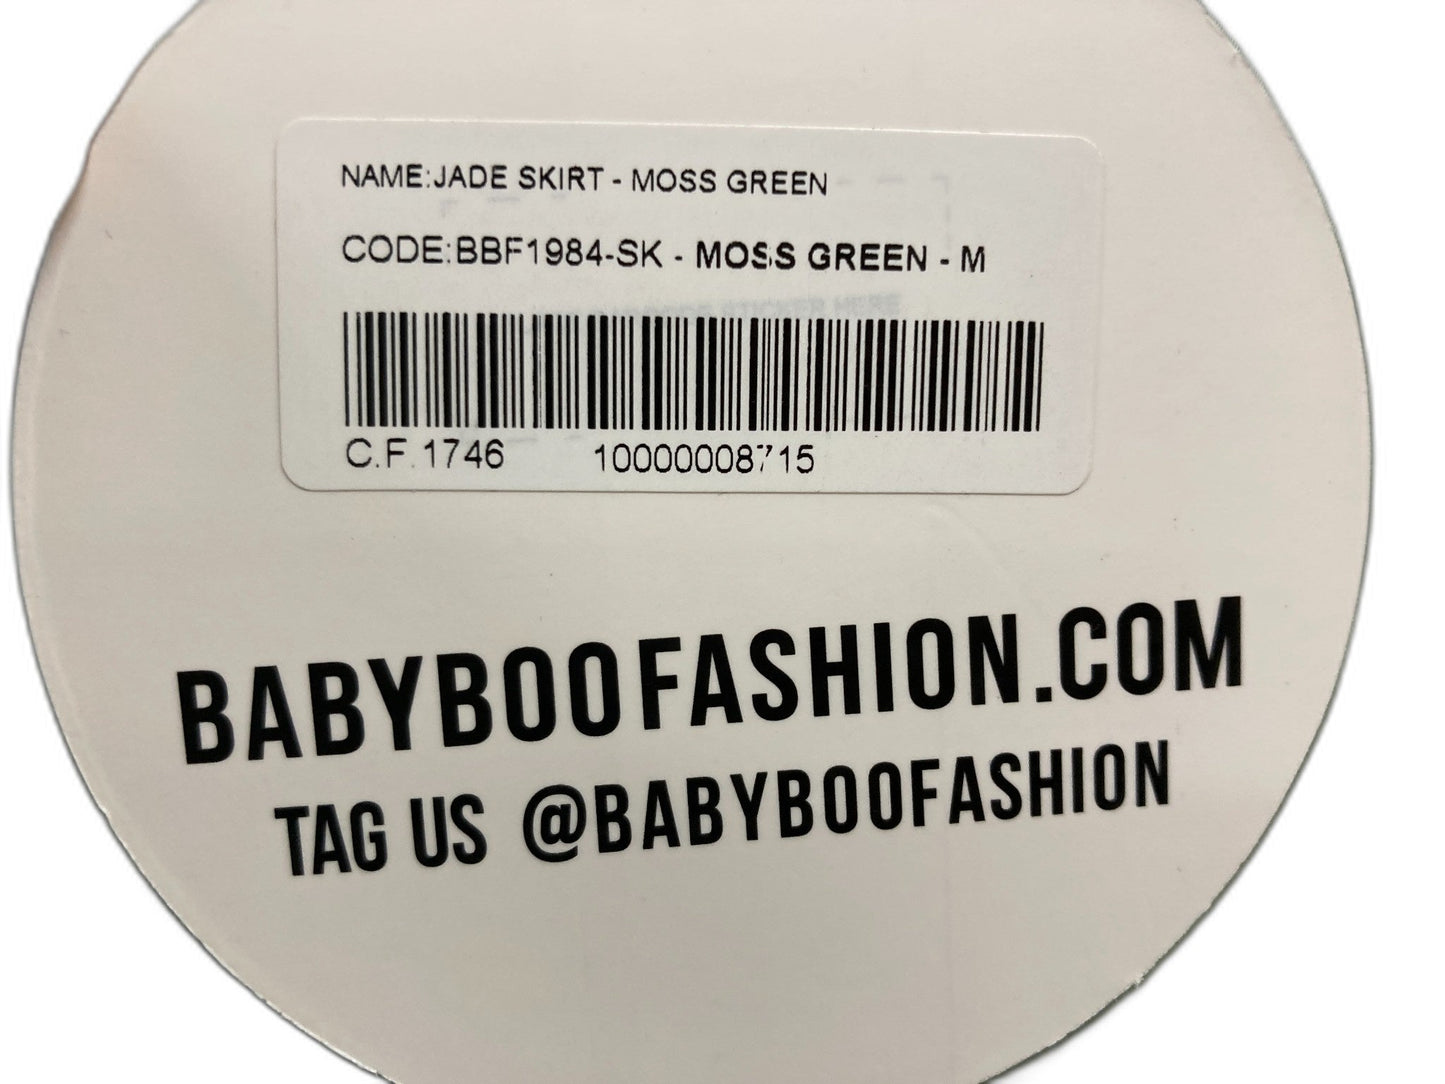 NAME:JADE SKIRT - MOSS GREEN
CODE:BBF1984-SK - MOSS GREEN - M
C.F.1746 10000008715
BABYBOOFASHION.COM
TAG US @BABYBOOFASHION